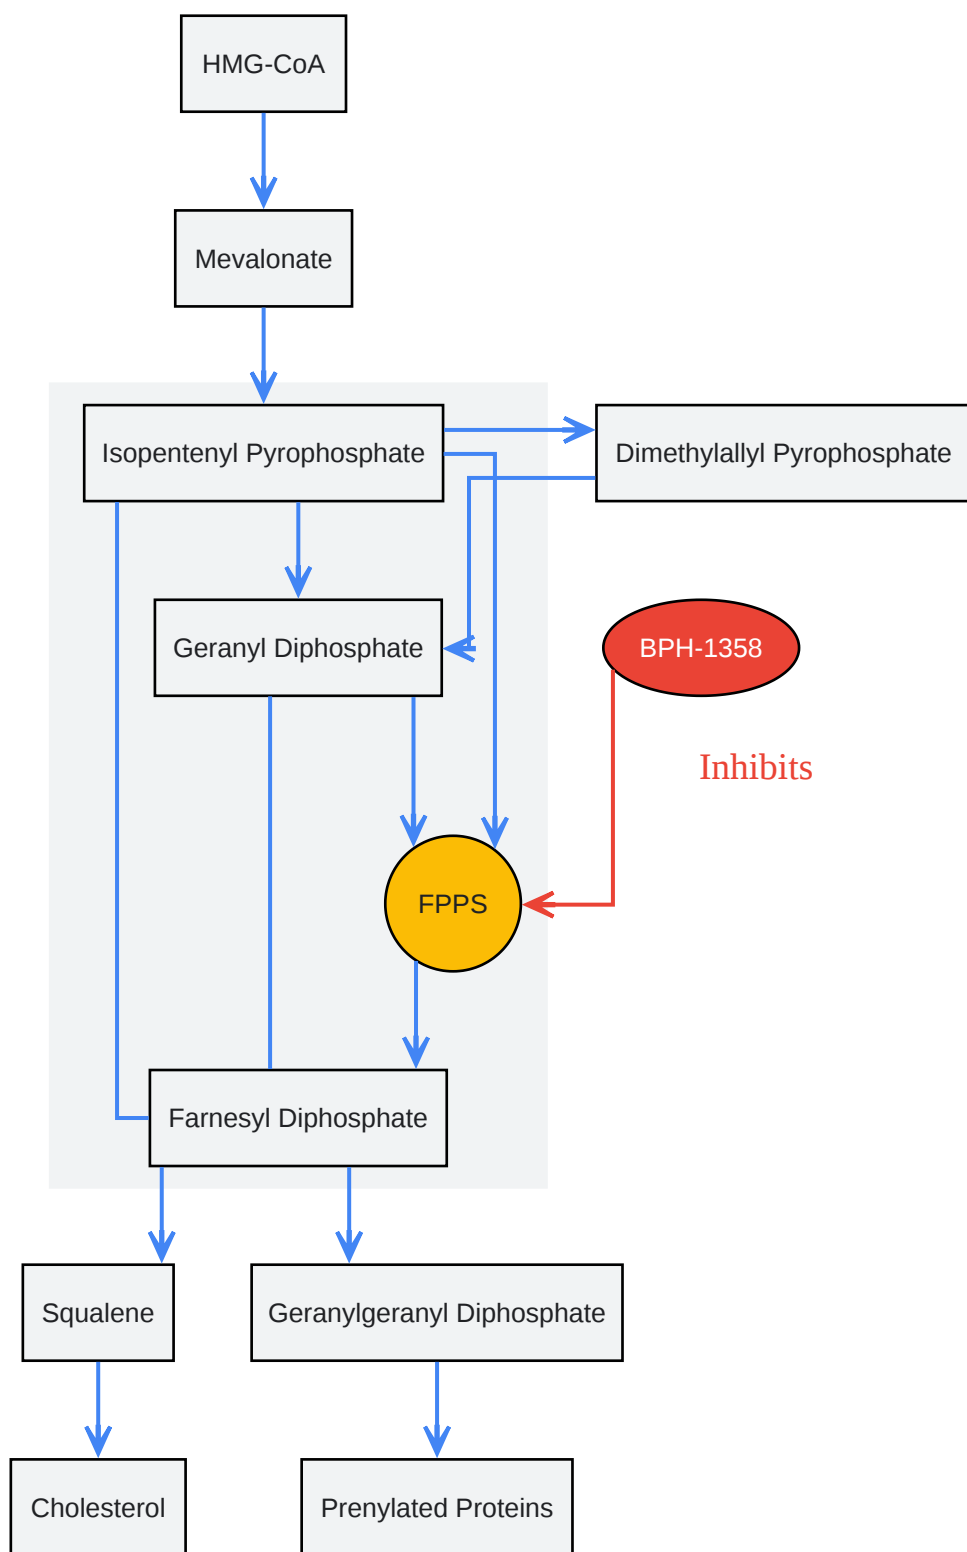 HMG-CoA
Mevalonate
Isopentenyl Pyrophosphate
Dimethylallyl Pyrophosphate
Geranyl Diphosphate
BPH-1358
Inhibits
FPPS
Farnesyl Diphosphate
Squalene
Geranylgeranyl Diphosphate
Cholesterol
Prenylated Proteins